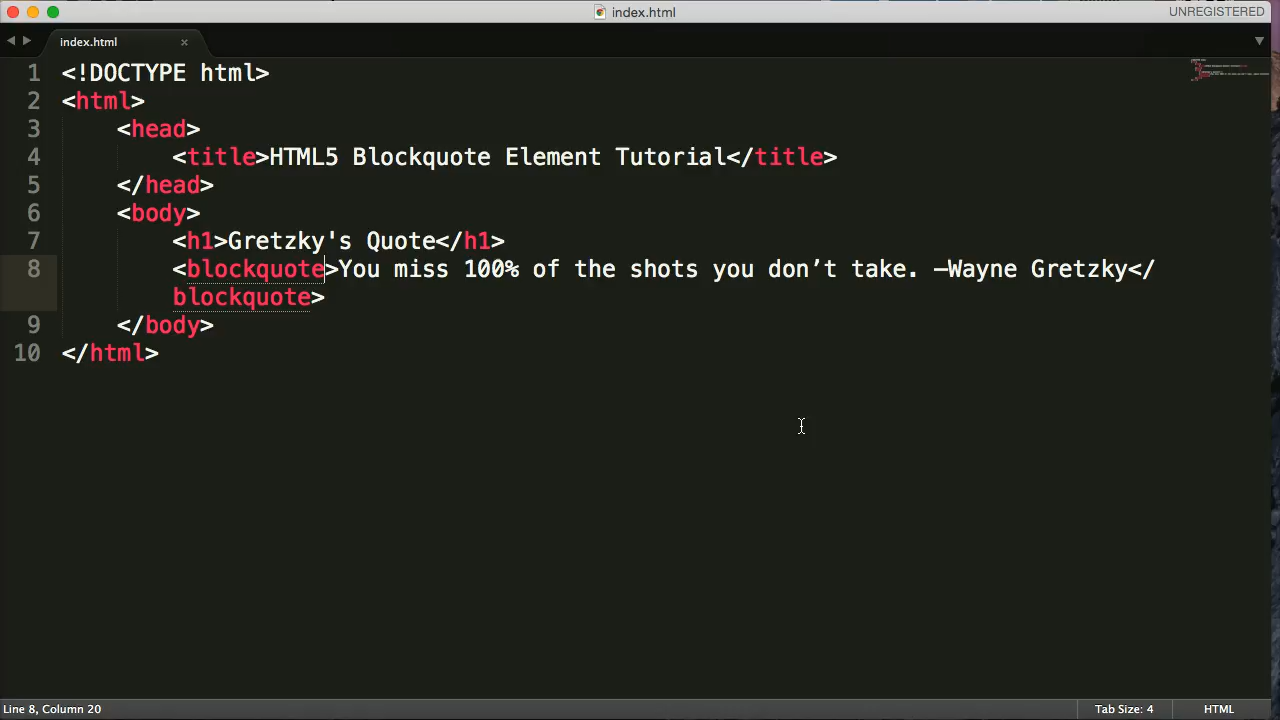 index.html
UNREGISTERED
index.html ×
1 <!DOCTYPE html>
2 <html>
3 <head>
4 <title>HTML5 Blockquote Element Tutorial</title>
5 </head>
6 <body>
7 <h1>Gretzky's Quote</h1>
8 <blockquote>You miss 100% of the shots you don’t take. —Wayne Gretzky</
blockquote>
9 </body>
10 </html>
Line 8, Column 20
Tab Size: 4
HTML